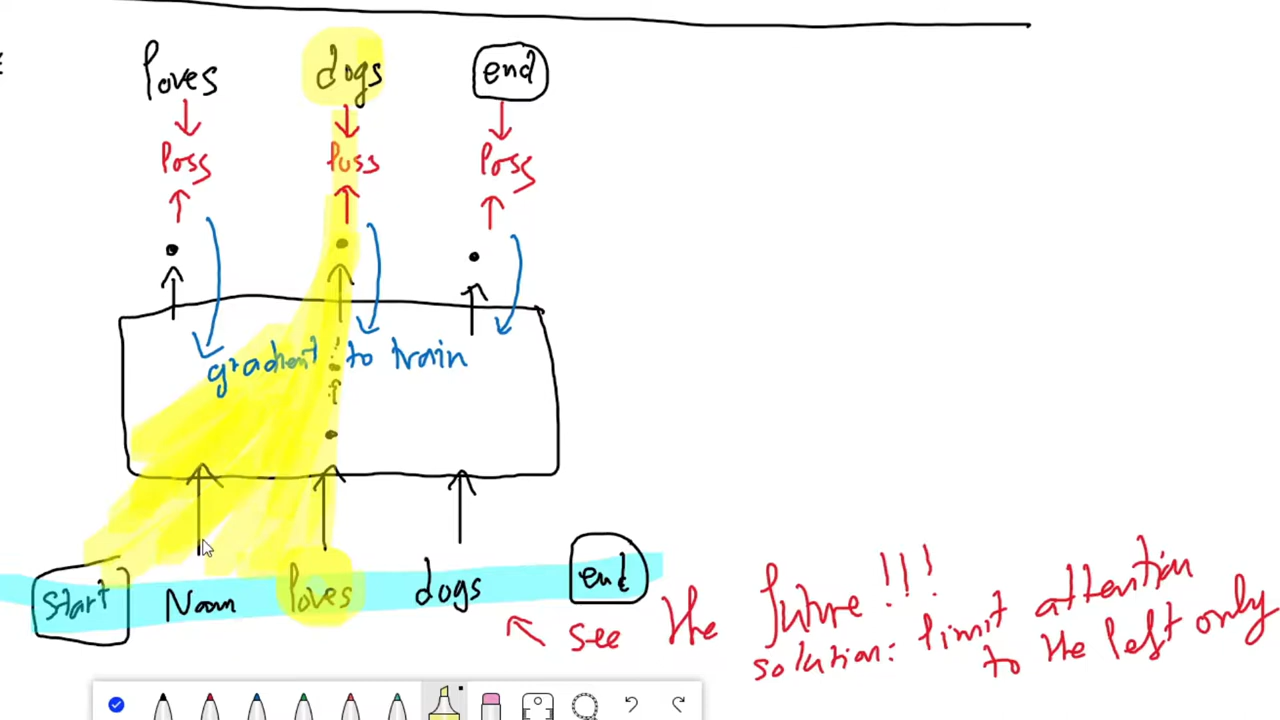 loves dogs end
loss loss loss
gradient to train
start Noun loves dogs end
see the future!!!
solution: limit attention
to the left only